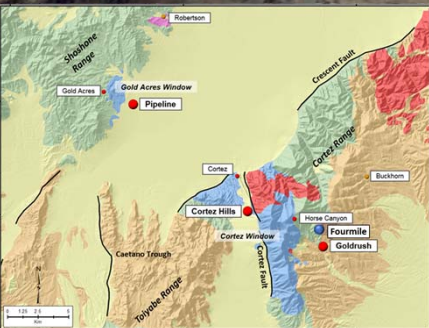 Robertson
Shoshone
Range
Gold Acres Window
Gold Acres
Pipeline
Crescent Fault
Cortez Range
Cortez
Buckhorn
Cortez Hills
Horse Canyon
Fourmile
Cortez Window
Goldrush
Caetano Trough
Toiyabe Range
Cortez Fault
N
0 1.25 2.5 5
Km